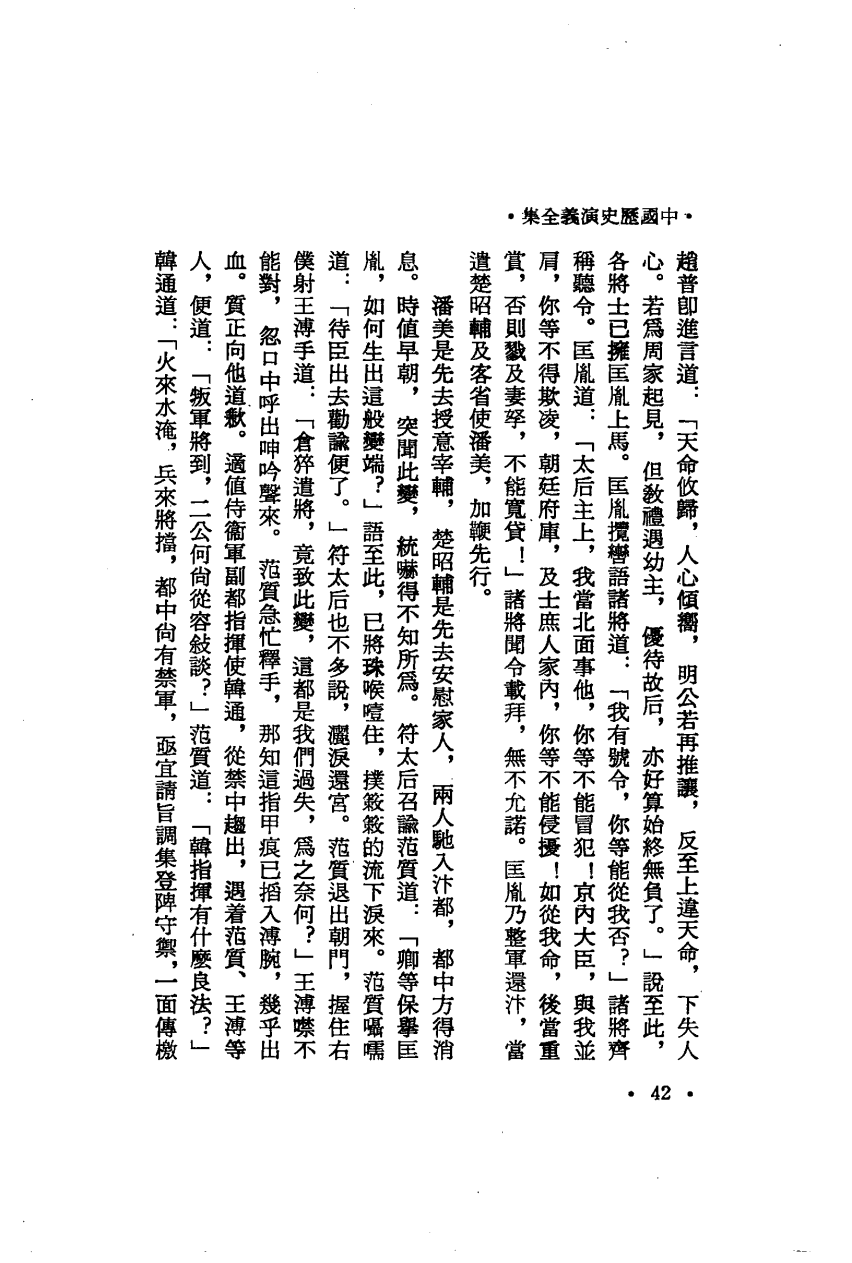 ·中國歷史演義全集·
趙普卽進言道：「天命攸歸，人心傾嚮，明公若再推讓，反至上違天命，下失人
心。若爲周家起見，但敎禮遇幼主，優待故后，亦好算始終無負了。」說至此，
各將士已擁匡胤上馬。匡胤攬轡語諸將道：「我有號令，你等能從我否？」諸將齊
稱聽令。匡胤道：「太后主上，我當北面事他，你等不能冒犯！京內大臣，與我並
肩，你等不得欺凌，朝廷府庫，及士庶人家內，你等不能侵擾！如從我命，後當重
賞，否則戮及妻孥，不能寬貸！」諸將聞令載拜，無不允諾。匡胤乃整軍還汴，當
遣楚昭輔及客省使潘美，加鞭先行。
潘美是先去授意宰輔，楚昭輔是先去安慰家人，兩人馳入汴都，都中方得消
息。時值早朝，突聞此變，統嚇得不知所爲。符太后召諭范質道：「卿等保擧匡
胤，如何生出這般變端？」語至此，已將珠喉噎住，撲簌簌的流下淚來。范質囁嚅
道：「待臣出去勸諭便了。」符太后也不多說，灑淚還宮。范質退出朝門，握住右
僕射王溥手道：「倉猝遣將，竟致此變，這都是我們過失，爲之奈何？」王溥噤不
能對，忽口中呼出呻吟聲來。范質急忙釋手，那知這指甲痕已搯入溥腕，幾乎出
血。質正向他道歉。適值侍衞軍副都指揮使韓通，從禁中趨出，遇着范質、王溥等
人，便道：「叛軍將到，二公何尙從容敍談？」范質道：「韓指揮有什麼良法？」
韓通道：「火來水淹，兵來將擋，都中尙有禁軍，亟宜請旨調集登陴守禦，一面傳檄
· 42 ·